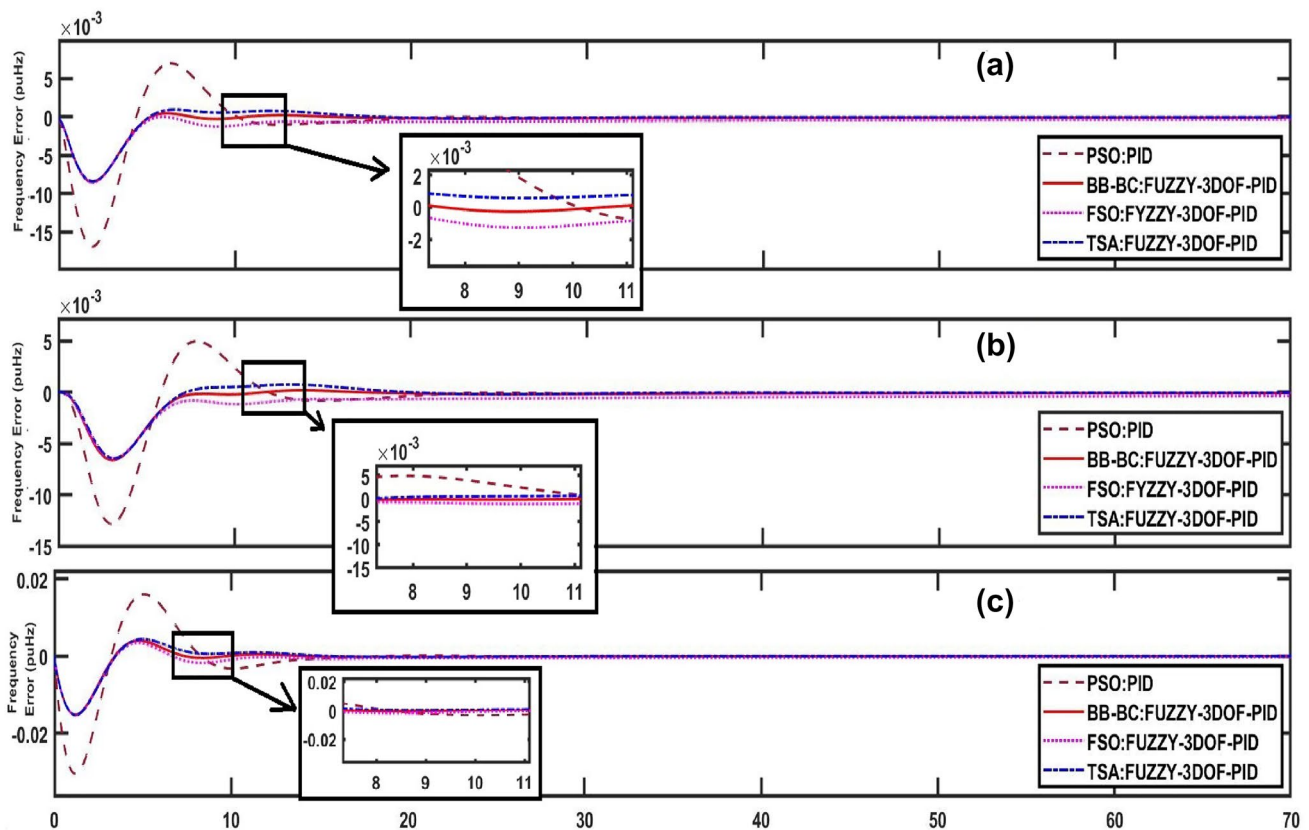 ×10⁻³
Frequency Error (puHz)
5
0
-5
-10
-15
(a)
PSO:PID
BB-BC:FUZZY-3DOF-PID
FSO:FYZZY-3DOF-PID
TSA:FUZZY-3DOF-PID
×10⁻³
2
0
-2
8 9 10 11
×10⁻³
Frequency Error (puHz)
5
0
-5
-10
-15
(b)
PSO:PID
BB-BC:FUZZY-3DOF-PID
FSO:FYZZY-3DOF-PID
TSA:FUZZY-3DOF-PID
×10⁻³
5
0
-5
-10
-15
8 9 10 11
Frequency
Error (puHz)
0.02
0
-0.02
(c)
PSO:PID
BB-BC:FUZZY-3DOF-PID
FSO:FUZZY-3DOF-PID
TSA:FUZZY-3DOF-PID
0.02
0
-0.02
8 9 10 11
0 10 20 30 40 50 60 70